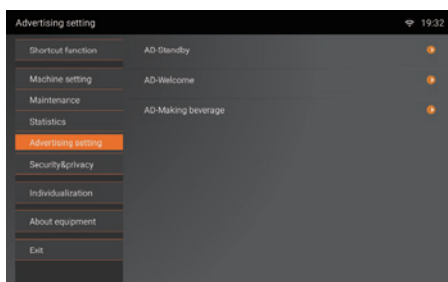 Advertising setting
19:32
Shortcut function
Machine setting
Maintenance
Statistics
Advertising setting
Security&privacy
Individualization
About equipment
Exit
AD-Standby
AD-Welcome
AD-Making beverage